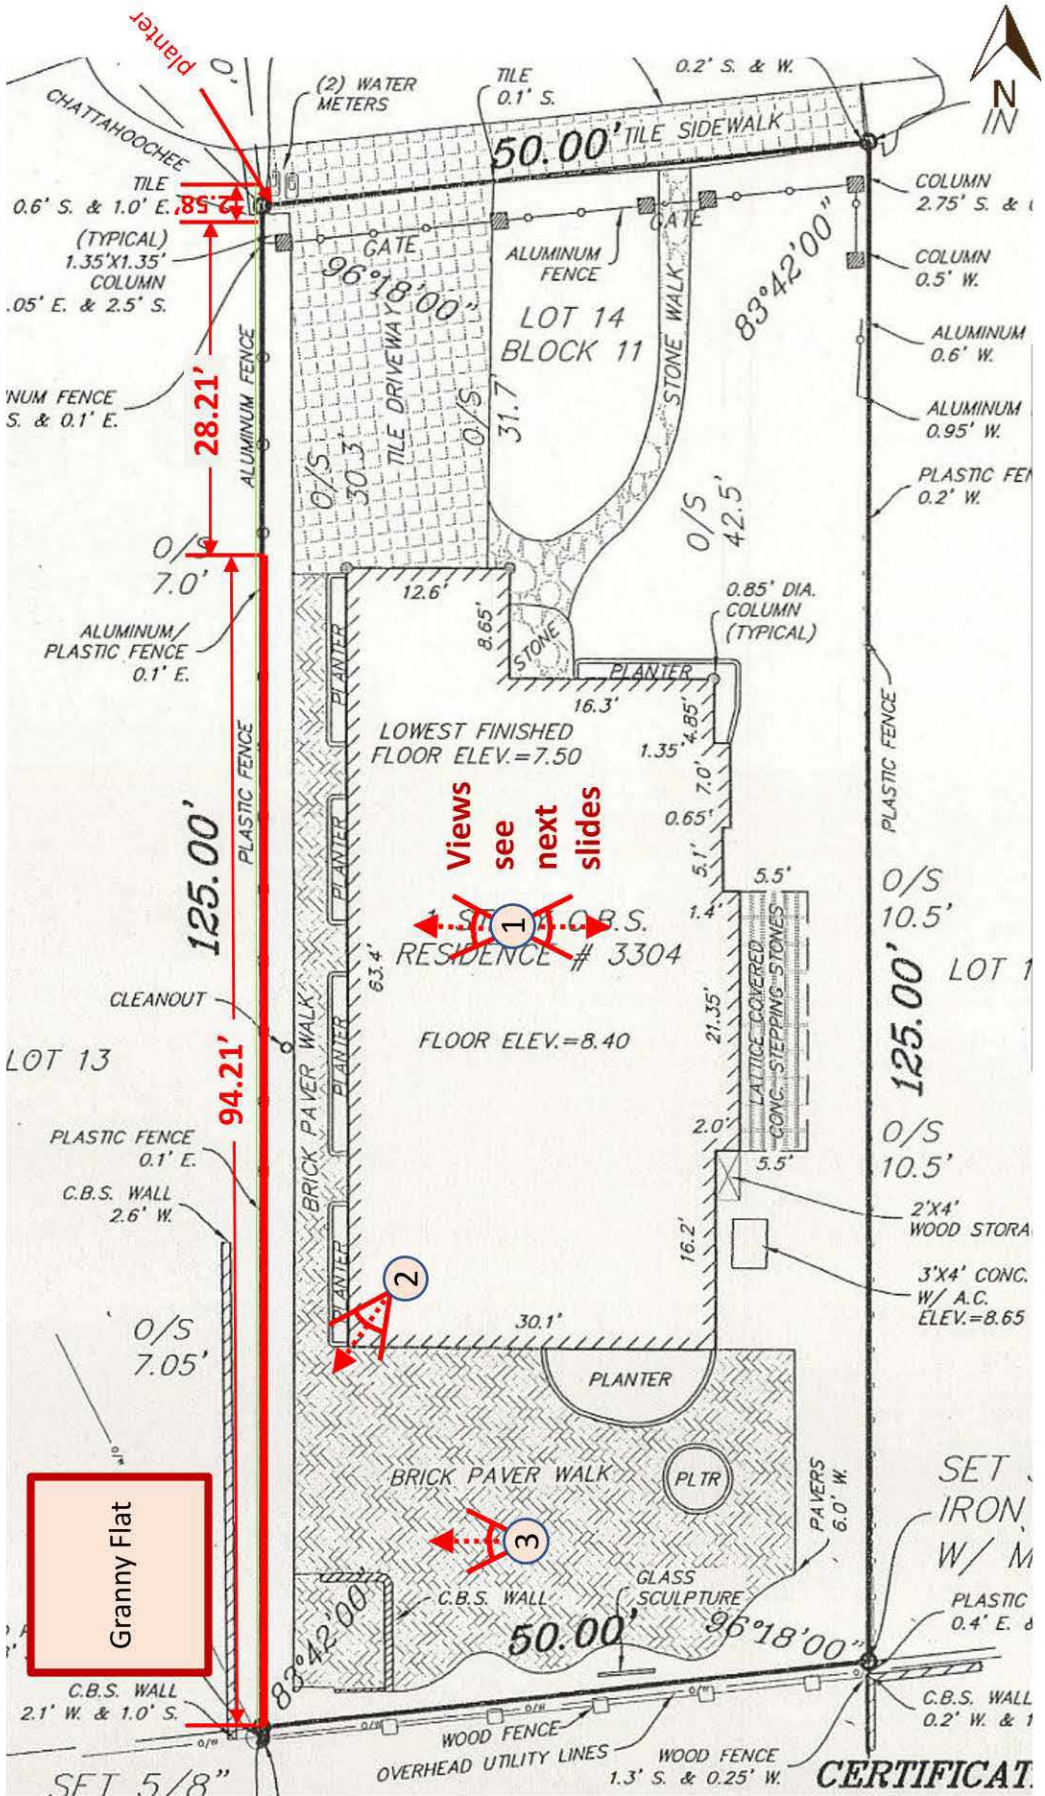 planter
N
IN
CHATTAHOOCHEE
(2) WATER
METERS
TILE
0.1' S.
0.2' S. & W.
50.00'
TILE SIDEWALK
TILE
0.6' S. & 1.0' E.
2.58'
(TYPICAL)
1.35'X1.35'
COLUMN
.05' E. & 2.5' S.
GATE
96°18'00"
ALUMINUM
FENCE
GATE
83°42'00"
COLUMN
2.75' S. &
COLUMN
0.5' W.
LOT 14
BLOCK 11
STONE WALK
TILE DRIVEWAY
ALUMINUM
0.6' W.
NUM FENCE
S. & 0.1' E.
28.21'
ALUMINUM FENCE
O/S
30.3'
O/S
31.7'
ALUMINUM
0.95' W.
PLASTIC FEN
0.2' W.
O/S
42.5'
O/S
7.0'
12.6'
8.65'
STONE
0.85' DIA.
COLUMN
(TYPICAL)
ALUMINUM/
PLASTIC FENCE
0.1' E.
PLANTER
PLANTER
16.3'
4.85'
LOWEST FINISHED
FLOOR ELEV.=7.50
1.35'
7.0'
0.65'
5.1'
PLASTIC FENCE
PLASTIC FENCE
125.00'
PLANTER
Views
see
next
slides
1
1 ST C.B.S.
RESIDENCE # 3304
1.4'
5.5'
O/S
10.5'
63.4'
CLEANOUT
LOT 13
94.21'
BRICK PAVER WALK
PLANTER
FLOOR ELEV.=8.40
21.35'
LATTICE COVERED
CONC. STEPPING STONES
125.00'
LOT 1
2.0'
5.5'
O/S
10.5'
PLASTIC FENCE
0.1' E.
C.B.S. WALL
2.6' W.
2'X4'
WOOD STORA
16.2'
3'X4' CONC.
W/ A.C.
ELEV.=8.65
PLANTER
2
O/S
7.05'
30.1'
PLANTER
BRICK PAVER WALK
PLTR
PAVERS
6.0' W.
SET
IRON
W/ M
Granny Flat
3
C.B.S. WALL
GLASS
SCULPTURE
83°42'00"
50.00'
96°18'00"
PLASTIC
0.4' E. &
C.B.S. WALL
2.1' W. & 1.0' S.
O/H
O/H
O/H
O/H
WOOD FENCE
OVERHEAD UTILITY LINES
WOOD FENCE
1.3' S. & 0.25' W.
C.B.S. WALL
0.2' W. & 1
SET 5/8"
CERTIFICAT